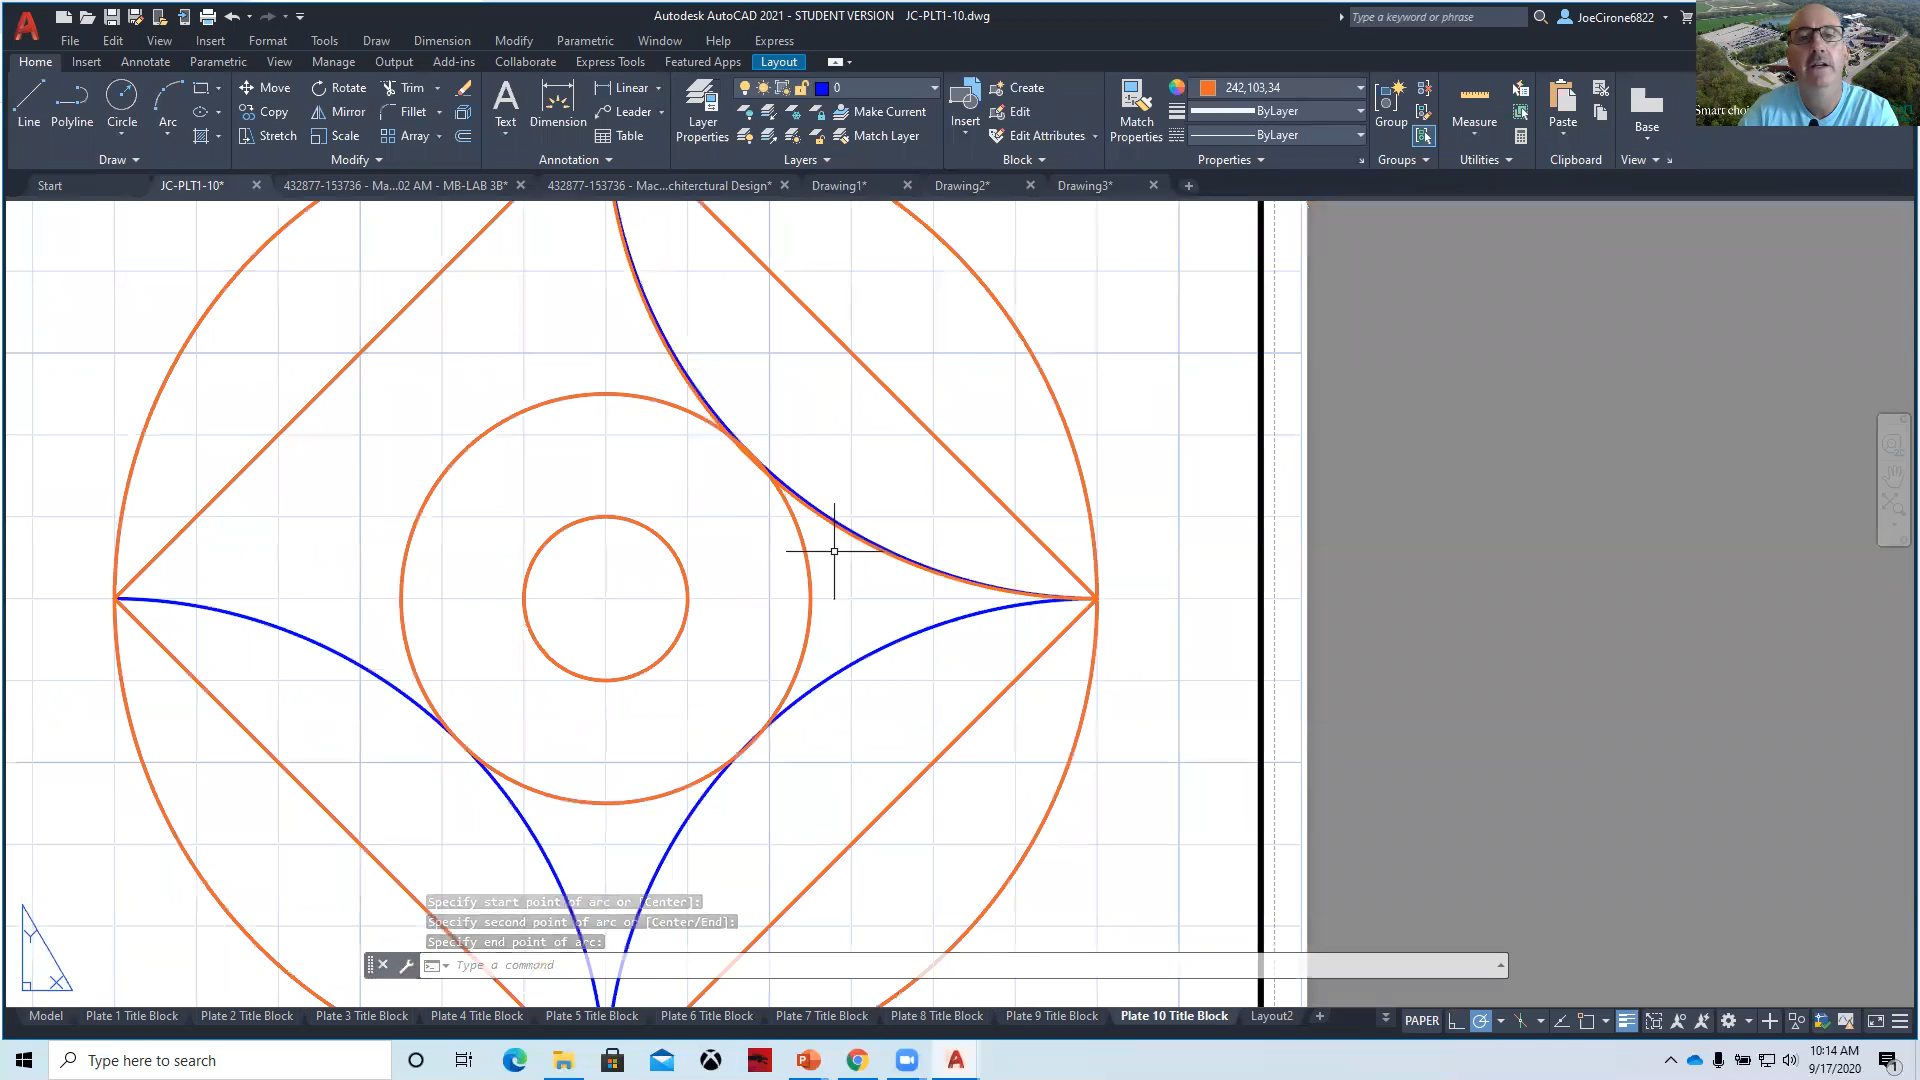 Autodesk AutoCAD 2021 - STUDENT VERSION JC-PLT1-10.dwg
Type a keyword or phrase
JoeCirone6822
File Edit View Insert Format Tools Draw Dimension Modify Parametric Window Help Express
Home Insert Annotate Parametric View Manage Output Add-ins Collaborate Express Tools Featured Apps Layout
Line Polyline Circle Arc
Move Rotate Trim
Copy Mirror Fillet
Stretch Scale Array
Text Dimension
Linear
Leader
Table
Layer Properties
0
Make Current
Match Layer
Insert
Create
Edit
Edit Attributes
Match Properties
242,103,34
ByLayer
ByLayer
Group
Measure
Paste
Base
Smart choi
Draw Modify Annotation Layers Block Properties Groups Utilities Clipboard View
Start JC-PLT1-10* 432877-153736 - Ma...02 AM - MB-LAB 3B* 432877-153736 - Mac...chiterctural Design* Drawing1* Drawing2* Drawing3*
Specify start point of arc or [Center]:
Specify second point of arc or [Center/End]:
Specify end point of arc:
Type a command
Y
X
Model Plate 1 Title Block Plate 2 Title Block Plate 3 Title Block Plate 4 Title Block Plate 5 Title Block Plate 6 Title Block Plate 7 Title Block Plate 8 Title Block Plate 9 Title Block Plate 10 Title Block Layout2
PAPER
Type here to search
10:14 AM
9/17/2020